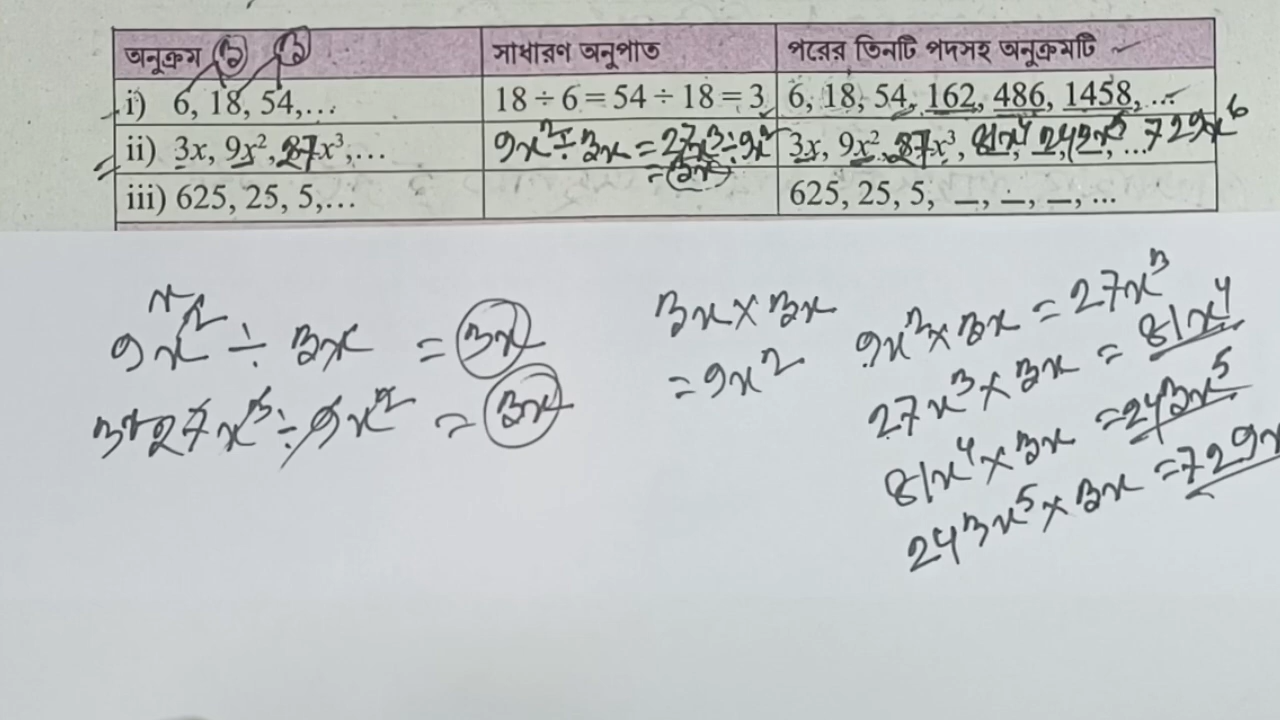 অনুক্রম ৩ ৩ সাধারণ অনুপাত পরের তিনটি পদসহ অনুক্রমটি
i) 6, 18, 54,... 18 ÷ 6 = 54 ÷ 18 = 3 6, 18, 54, 162, 486, 1458, ...
ii) 3x, 9x², 27x³,... 9x² ÷ 3x = 27x³ ÷ 9x² = 3x 3x, 9x², 27x³, 81x⁴, 243x⁵, ... 729x⁶
iii) 625, 25, 5,... 625, 25, 5, _, _, _, ...
9x² ÷ 3x = 3x
27x³ ÷ 9x² = 3x
3x × 3x
= 9x²
9x² × 3x = 27x³
27x³ × 3x = 81x⁴
81x⁴ × 3x = 243x⁵
243x⁵ × 3x = 729x